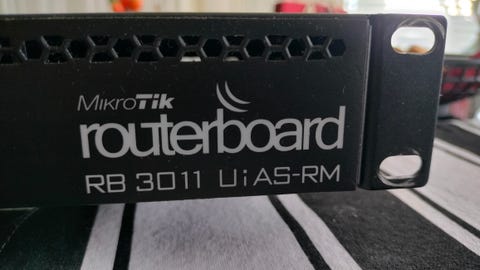 MikroTik
routerboard
RB 3011 UiAS-RM